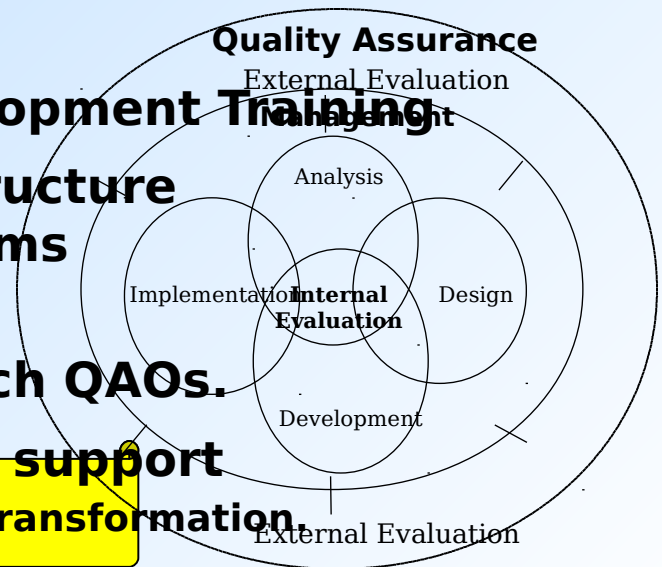 Quality Assurance
External Evaluation
opment Training
Management
Analysis
ructure
ms
Implementation
Internal
Evaluation
Design
ch QAOs.
Development
support
ransformation.
External Evaluation